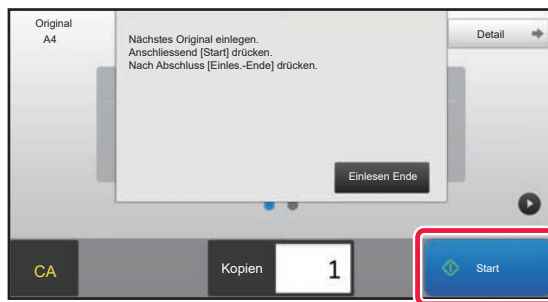 Original
A4
Nächstes Original einlegen.
Anschliessend [Start] drücken.
Nach Abschluss [Einles.-Ende] drücken.
Detail
Einlesen Ende
CA
Kopien
1
Start